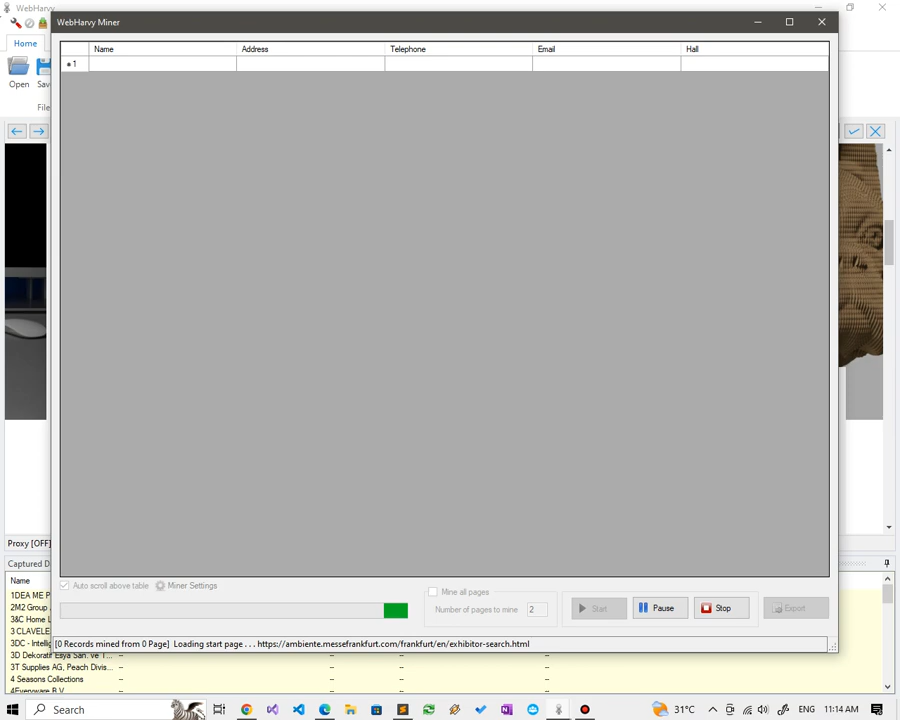 WebHarvy
WebHarvy Miner
Home
Open
File
Name Address Telephone Email Hall
1
Proxy [OFF]
Auto scroll above table Miner Settings
Mine all pages
Number of pages to mine 2
Start Pause Stop Export
[0 Records mined from 0 Page] Loading start page . . . https://ambiente.messefrankfurt.com/frankfurt/en/exhibitor-search.html
Captured D
Name
1DEA ME P
2M2 Group
3&C Home L
3 CLAVELE
3DC - Intelli
3D Dekoratif Esya San. ve T... --
3T Supplies AG, Peach Divis... -- -- -- --
4 Seasons Collections -- -- -- --
4Everyware B.V. -- -- -- --
Search
31°C ENG 11:14 AM